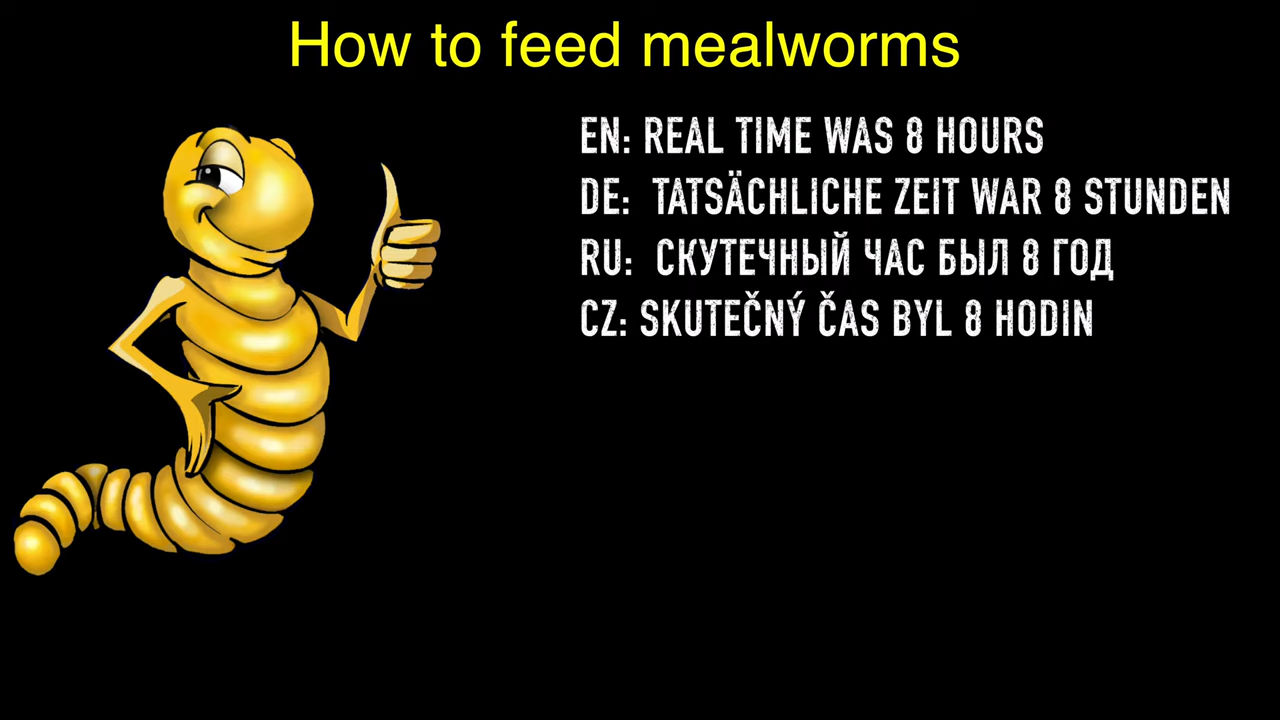 How to feed mealworms
EN: REAL TIME WAS 8 HOURS
DE: TATSÄCHLICHE ZEIT WAR 8 STUNDEN
RU: СКУТЕЧНЫЙ ЧАС БЫЛ 8 ГОД
CZ: SKUTEČNÝ ČAS BYL 8 HODIN